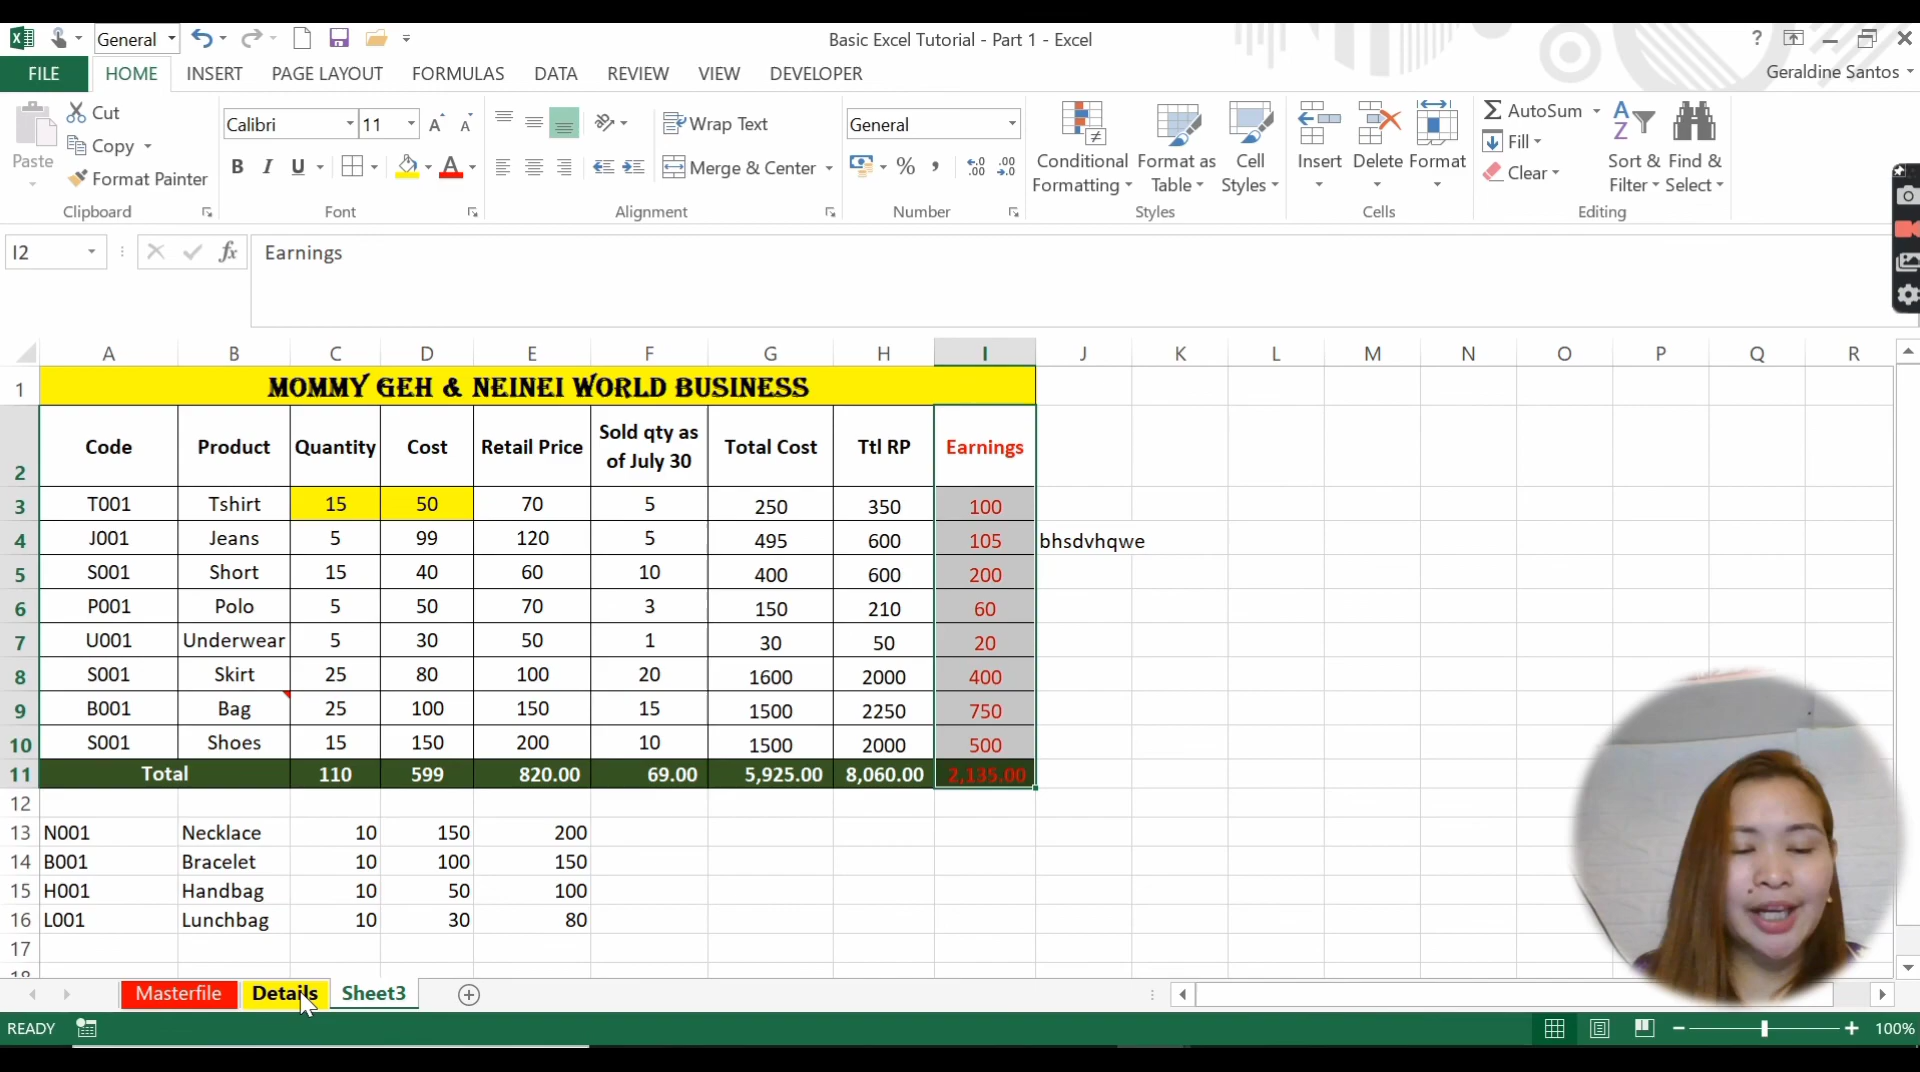 General
Basic Excel Tutorial - Part 1 - Excel
?
FILE HOME INSERT PAGE LAYOUT FORMULAS DATA REVIEW VIEW DEVELOPER
Geraldine Santos
Paste
Cut
Copy
Format Painter
Clipboard
Calibri 11
B I U
Font
Wrap Text
Merge & Center
Alignment
General
% ,
Number
Conditional Formatting
Format as Table
Cell Styles
Styles
Insert Delete Format
Cells
AutoSum
Fill
Clear
Sort & Filter
Find & Select
Editing
I2 fx Earnings
A B C D E F G H I J K L M N O P Q R
1 MOMMY GEH & NEINEI WORLD BUSINESS
2 Code Product Quantity Cost Retail Price Sold qty as of July 30 Total Cost Ttl RP Earnings
3 T001 Tshirt 15 50 70 5 250 350 100
4 J001 Jeans 5 99 120 5 495 600 105 bhsdvhqwe
5 S001 Short 15 40 60 10 400 600 200
6 P001 Polo 5 50 70 3 150 210 60
7 U001 Underwear 5 30 50 1 30 50 20
8 S001 Skirt 25 80 100 20 1600 2000 400
9 B001 Bag 25 100 150 15 1500 2250 750
10 S001 Shoes 15 150 200 10 1500 2000 500
11 Total 110 599 820.00 69.00 5,925.00 8,060.00 2,135.00
12
13 N001 Necklace 10 150 200
14 B001 Bracelet 10 100 150
15 H001 Handbag 10 50 100
16 L001 Lunchbag 10 30 80
17
18
Masterfile Details Sheet3
READY 100%